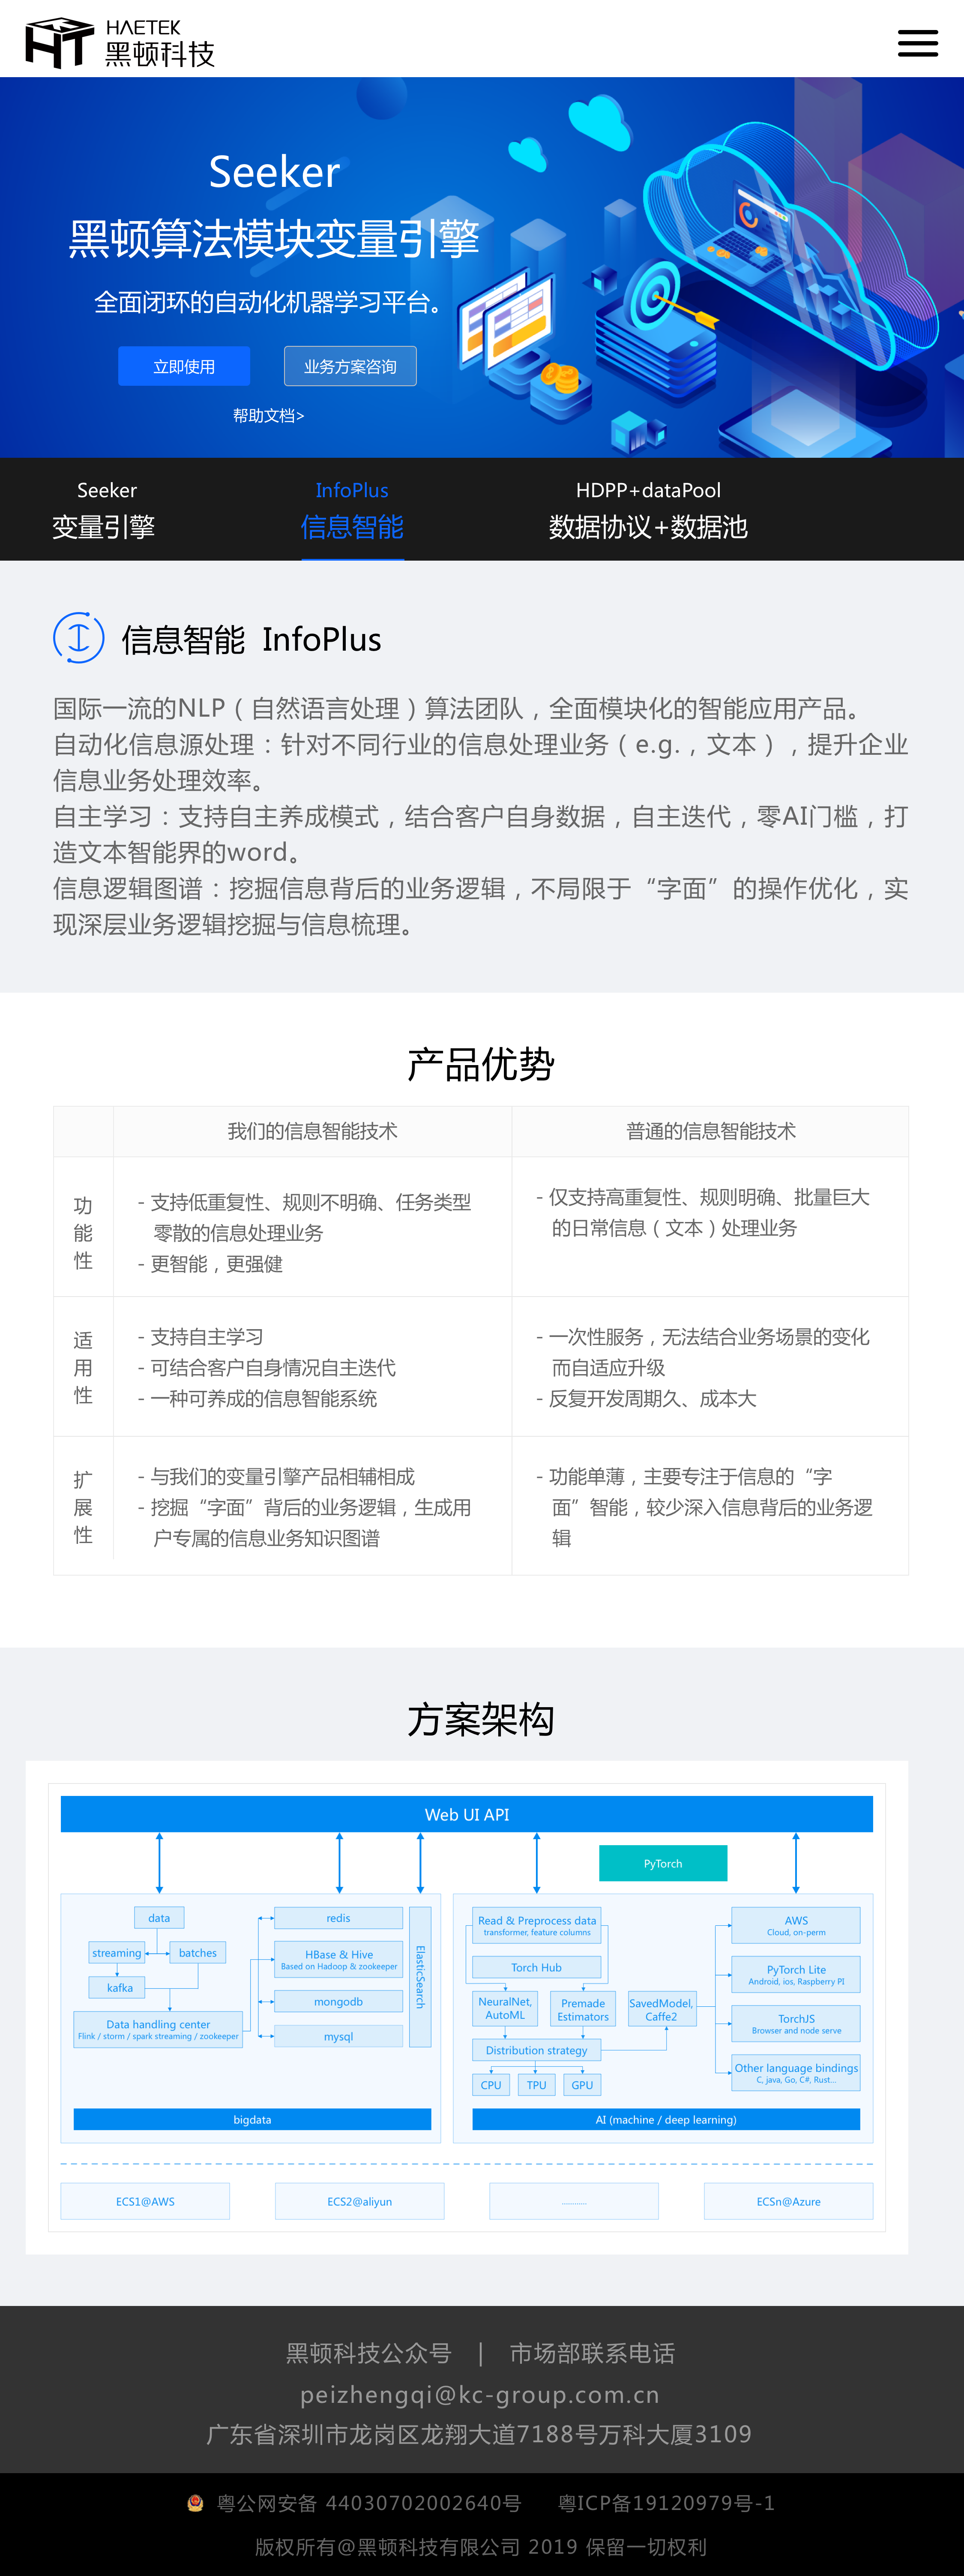 HAETEK
黑顿科技
Seeker
黑顿算法模块变量引擎
全面闭环的自动化机器学习平台。
立即使用
业务方案咨询
帮助文档>
Seeker
变量引擎
InfoPlus
信息智能
HDPP+dataPool
数据协议+数据池
信息智能 InfoPlus
国际一流的NLP（自然语言处理）算法团队，全面模块化的智能应用产品。
自动化信息源处理：针对不同行业的信息处理业务（e.g.，文本），提升企业
信息业务处理效率。
自主学习：支持自主养成模式，结合客户自身数据，自主迭代，零AI门槛，打
造文本智能界的word。
信息逻辑图谱：挖掘信息背后的业务逻辑，不局限于“字面”的操作优化，实
现深层业务逻辑挖掘与信息梳理。
产品优势
我们的信息智能技术
普通的信息智能技术
功能性
- 支持低重复性、规则不明确、任务类型
零散的信息处理业务
- 更智能，更强健
- 仅支持高重复性、规则明确、批量巨大
的日常信息（文本）处理业务
适用性
- 支持自主学习
- 可结合客户自身情况自主迭代
- 一种可养成的信息智能系统
- 一次性服务，无法结合业务场景的变化
而自适应升级
- 反复开发周期久、成本大
扩展性
- 与我们的变量引擎产品相辅相成
- 挖掘“字面”背后的业务逻辑，生成用
户专属的信息业务知识图谱
- 功能单薄，主要专注于信息的“字
面”智能，较少深入信息背后的业务逻
辑
方案架构
Web UI API
PyTorch
data
streaming
batches
kafka
Data handling center
Flink / storm / spark streaming / zookeeper
redis
HBase & Hive
Based on Hadoop & zookeeper
mongodb
mysql
ElasticSearch
bigdata
Read & Preprocess data
transformer, feature columns
Torch Hub
NeuralNet,
AutoML
Premade
Estimators
SavedModel,
Caffe2
Distribution strategy
CPU
TPU
GPU
AWS
Cloud, on-perm
PyTorch Lite
Android, ios, Raspberry PI
TorchJS
Browser and node serve
Other language bindings
C, java, Go, C#, Rust...
AI (machine / deep learning)
ECS1@AWS
ECS2@aliyun
............
ECSn@Azure
黑顿科技公众号 | 市场部联系电话
peizhengqi@kc-group.com.cn
广东省深圳市龙岗区龙翔大道7188号万科大厦3109
粤公网安备 44030702002640号 粤ICP备19120979号-1
版权所有@黑顿科技有限公司 2019 保留一切权利